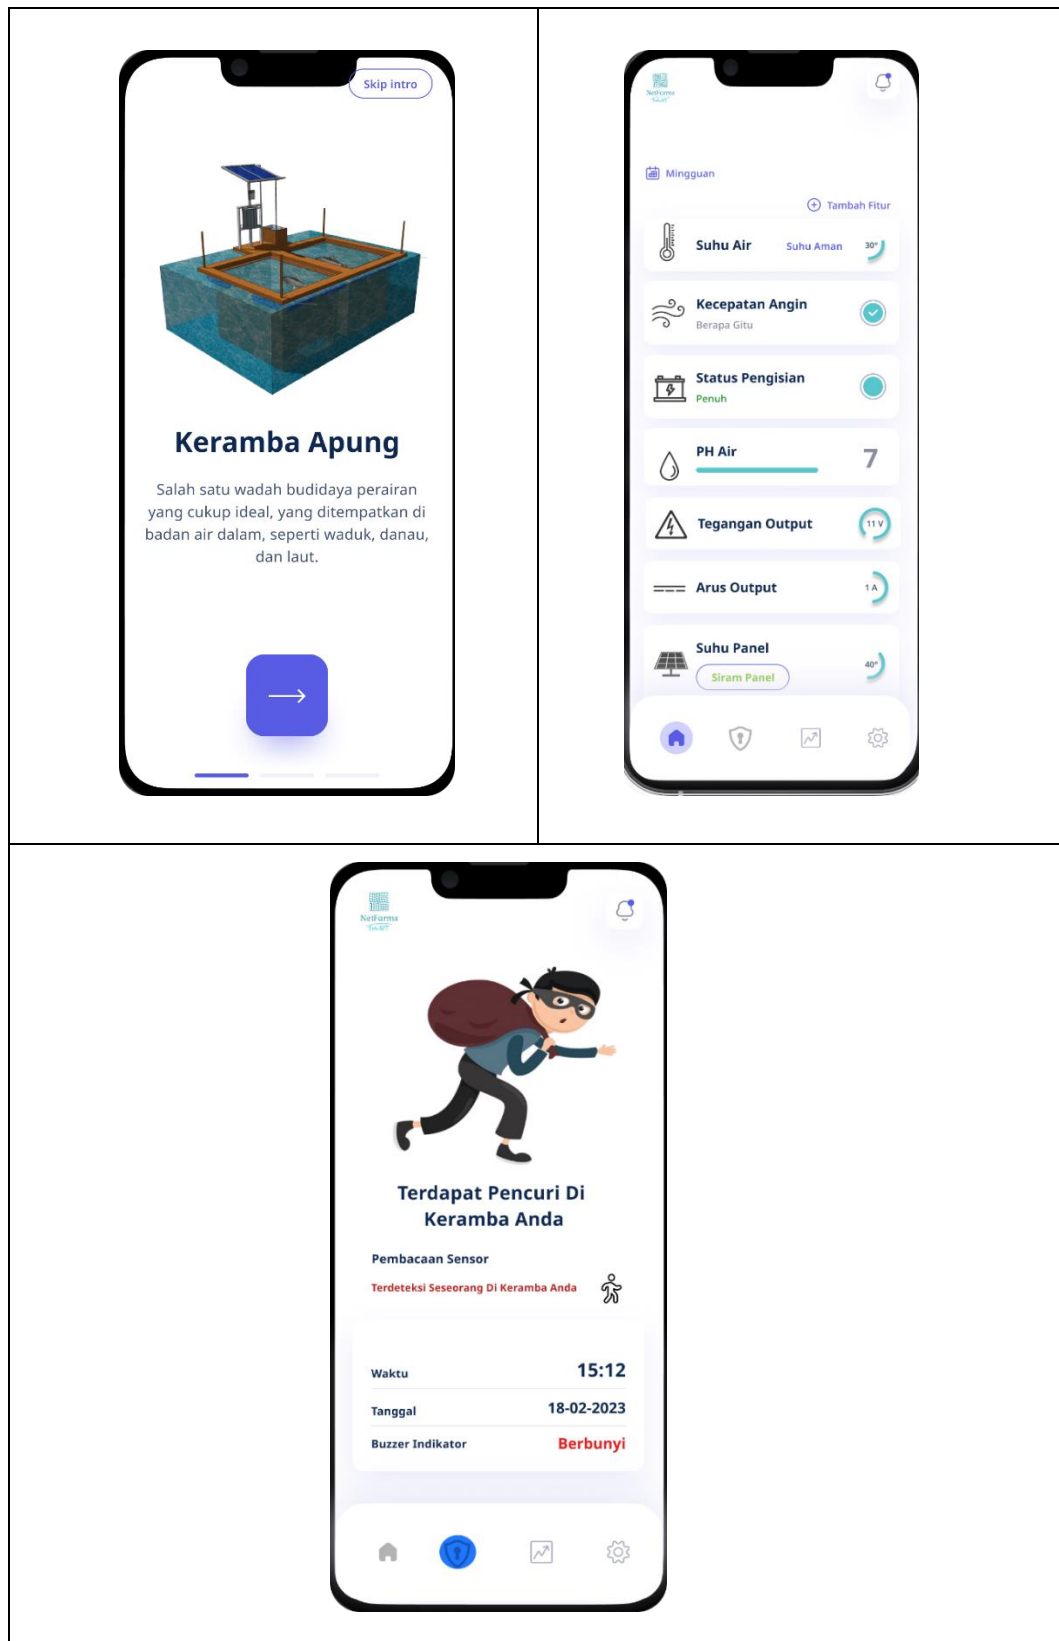 Skip intro
Keramba Apung
Salah satu wadah budidaya perairan
yang cukup ideal, yang ditempatkan di
badan air dalam, seperti waduk, danau,
dan laut.
NetFarms
Mingguan
Tambah Fitur
Suhu Air
Suhu Aman
30°
Kecepatan Angin
Berapa Gitu
Status Pengisian
Penuh
PH Air
7
Tegangan Output
11 V
Arus Output
1 A
Suhu Panel
Siram Panel
40°
NetFarms
Terdapat Pencuri Di
Keramba Anda
Pembacaan Sensor
Terdeteksi Seseorang Di Keramba Anda
Waktu
15:12
Tanggal
18-02-2023
Buzzer Indikator
Berbunyi